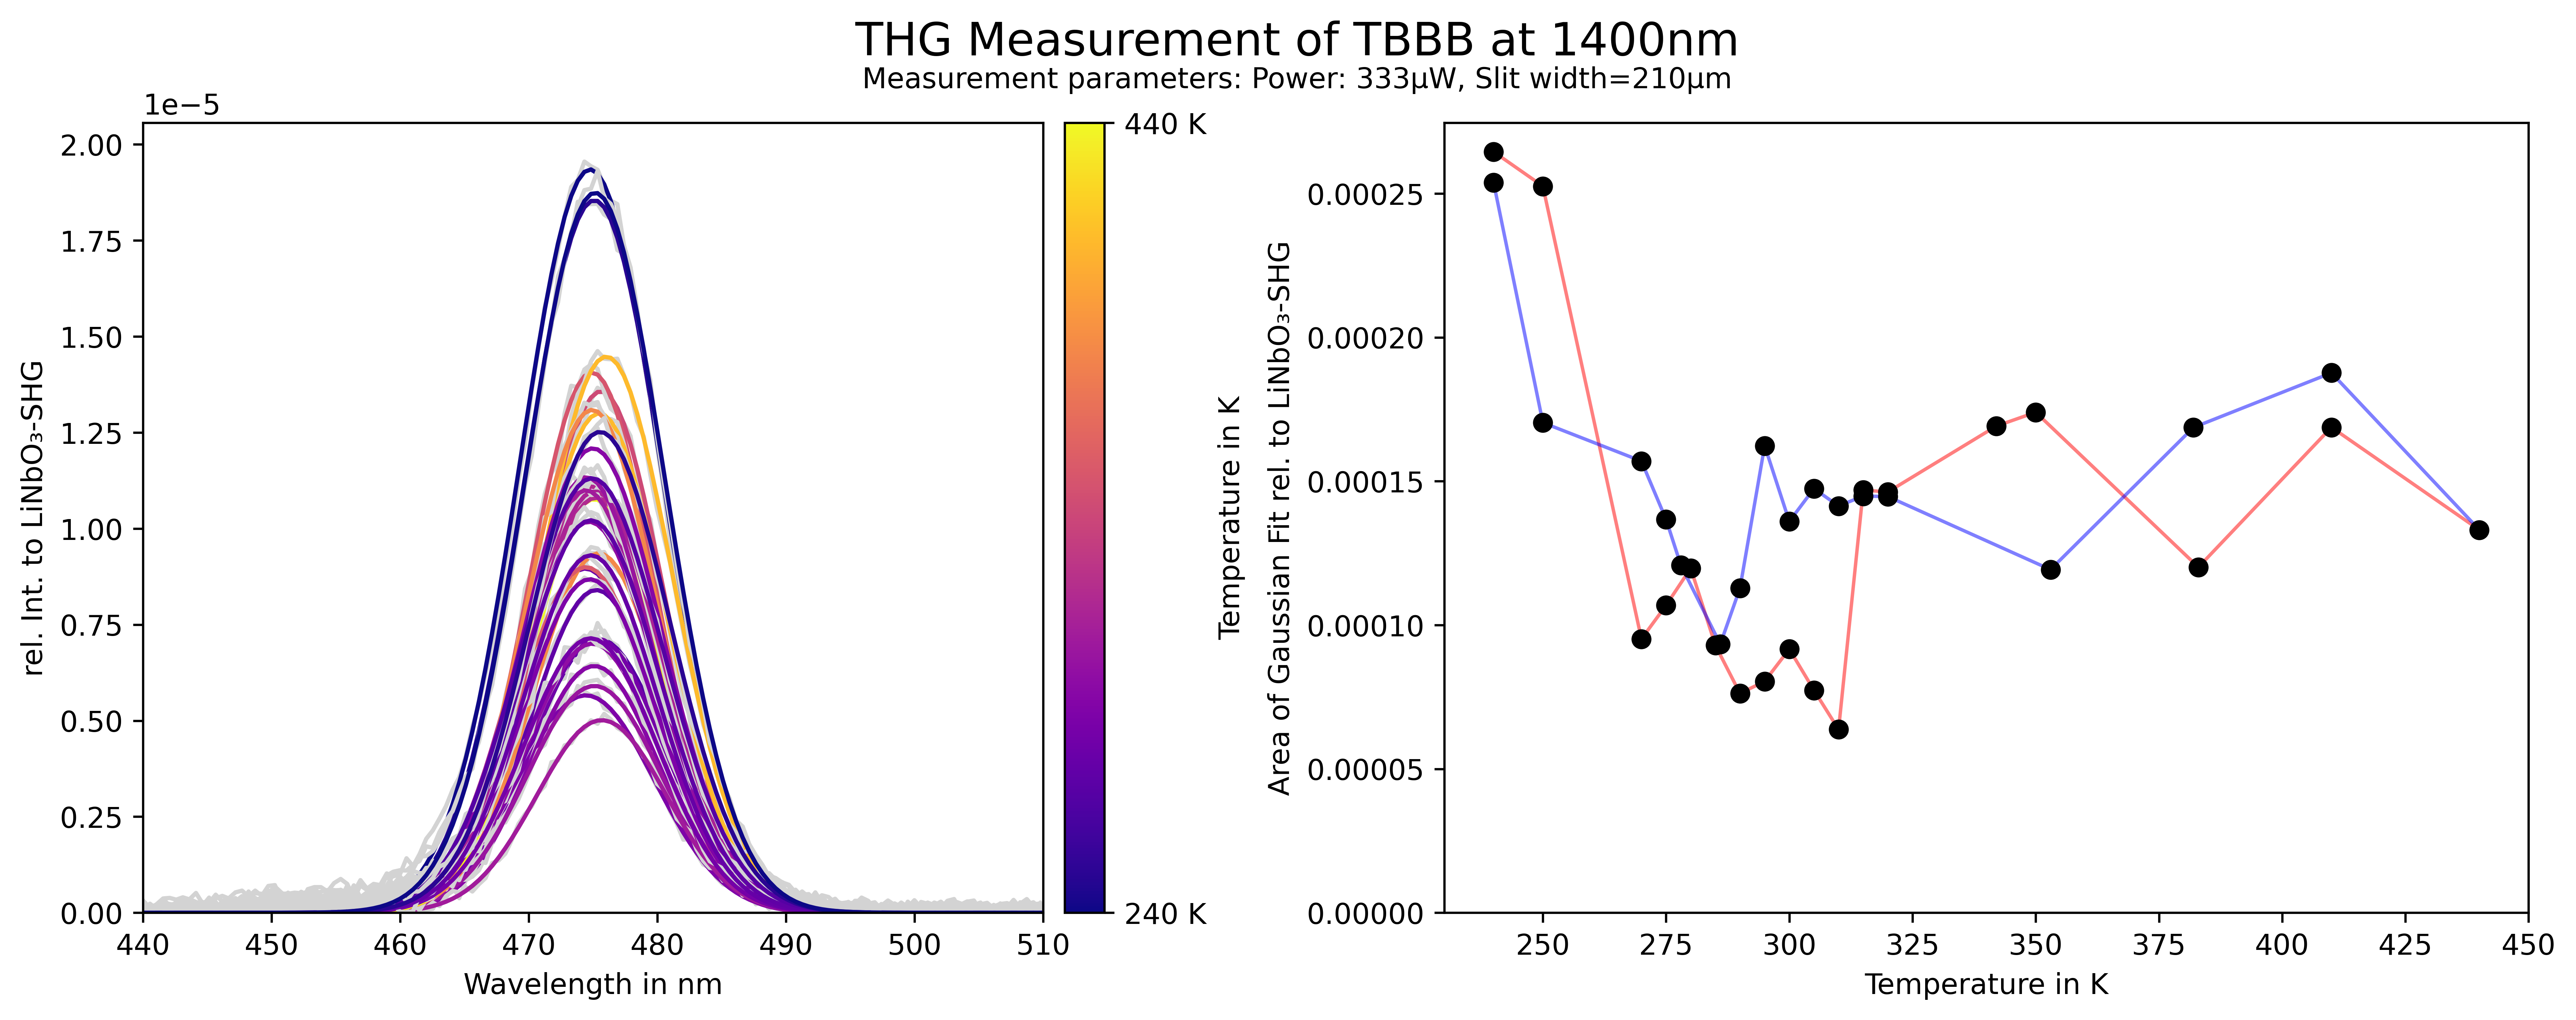 THG Measurement of TBBB at 1400nm
Measurement parameters: Power: 333µW, Slit width=210µm
1e−5
2.00
1.75
1.50
1.25
1.00
0.75
0.50
0.25
0.00
rel. Int. to LiNbO₃-SHG
440 450 460 470 480 490 500 510
Wavelength in nm
440 K
240 K
Temperature in K
Area of Gaussian Fit rel. to LiNbO₃-SHG
0.00025
0.00020
0.00015
0.00010
0.00005
0.00000
250 275 300 325 350 375 400 425 450
Temperature in K